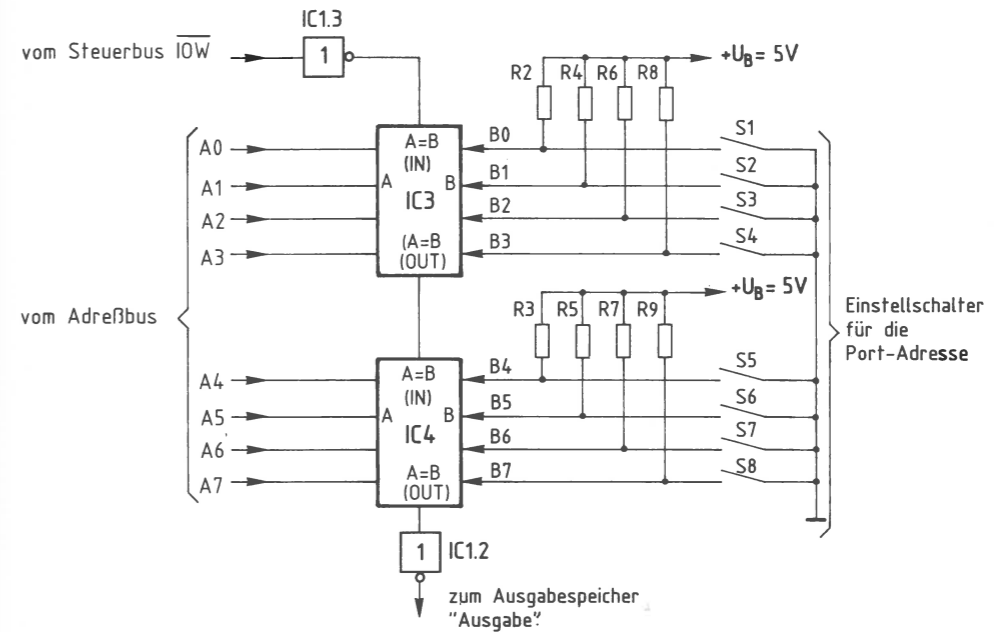 IC1.3
vom Steuerbus IOW
1
R2 R4 R6 R8
+UB= 5V
A0
A1
A2
A3
A=B
(IN)
A
B
IC3
(A=B
(OUT)
B0
B1
B2
B3
S1
S2
S3
S4
vom Adreßbus
R3 R5 R7 R9
+UB= 5V
Einstellschalter
für die
Port-Adresse
A4
A5
A6
A7
A=B
(IN)
A
B
IC4
A=B
(OUT)
B4
B5
B6
B7
S5
S6
S7
S8
1
IC1.2
zum Ausgabespeicher
"Ausgabe".